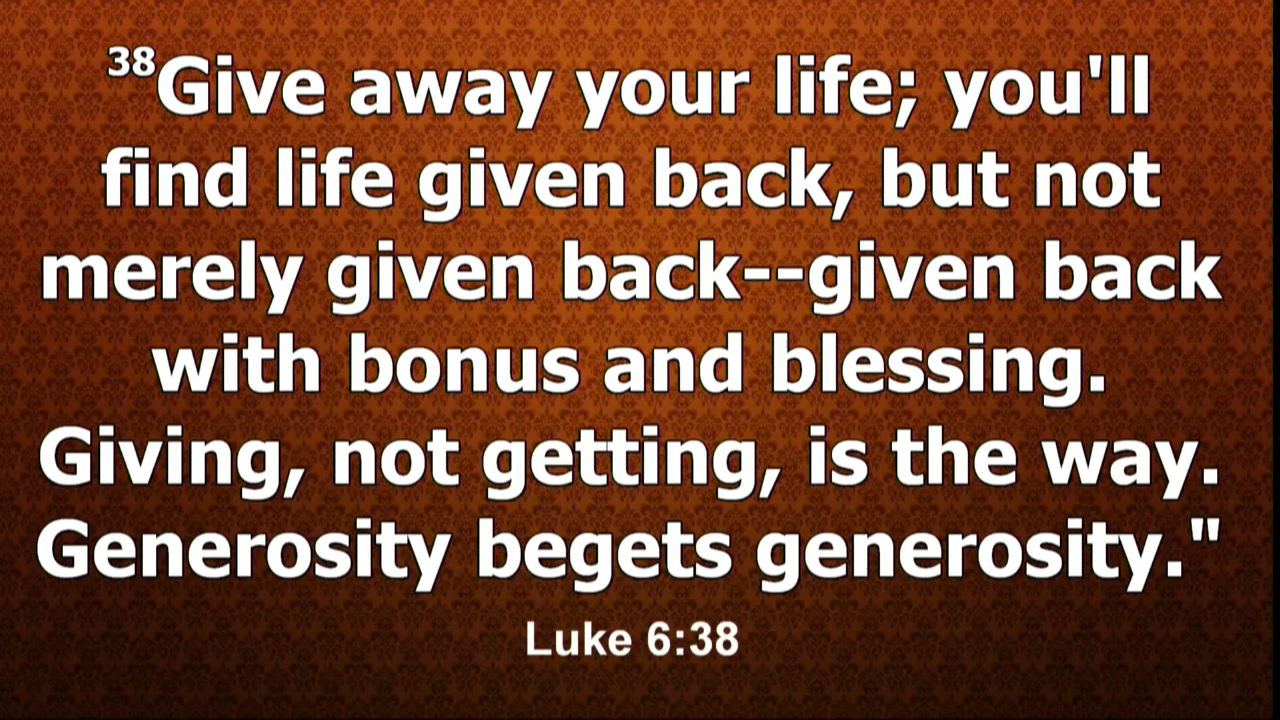 38Give away your life; you'll
find life given back, but not
merely given back--given back
with bonus and blessing.
Giving, not getting, is the way.
Generosity begets generosity."
Luke 6:38